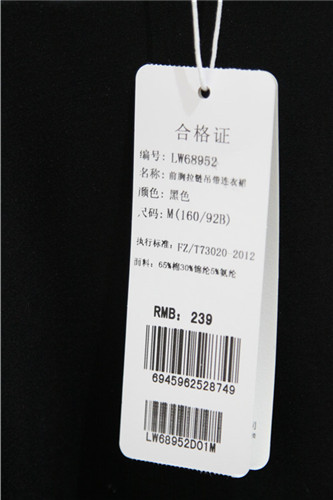 合格证
编号: LW68952
名称: 前胸拉链吊带连衣裙
颜色: 黑色
尺码: M(160/92B)
执行标准: FZ/T73020-2012
面料: 65%棉30%锦纶5%氨纶
RMB: 239
6945962528749
LW68952D01M